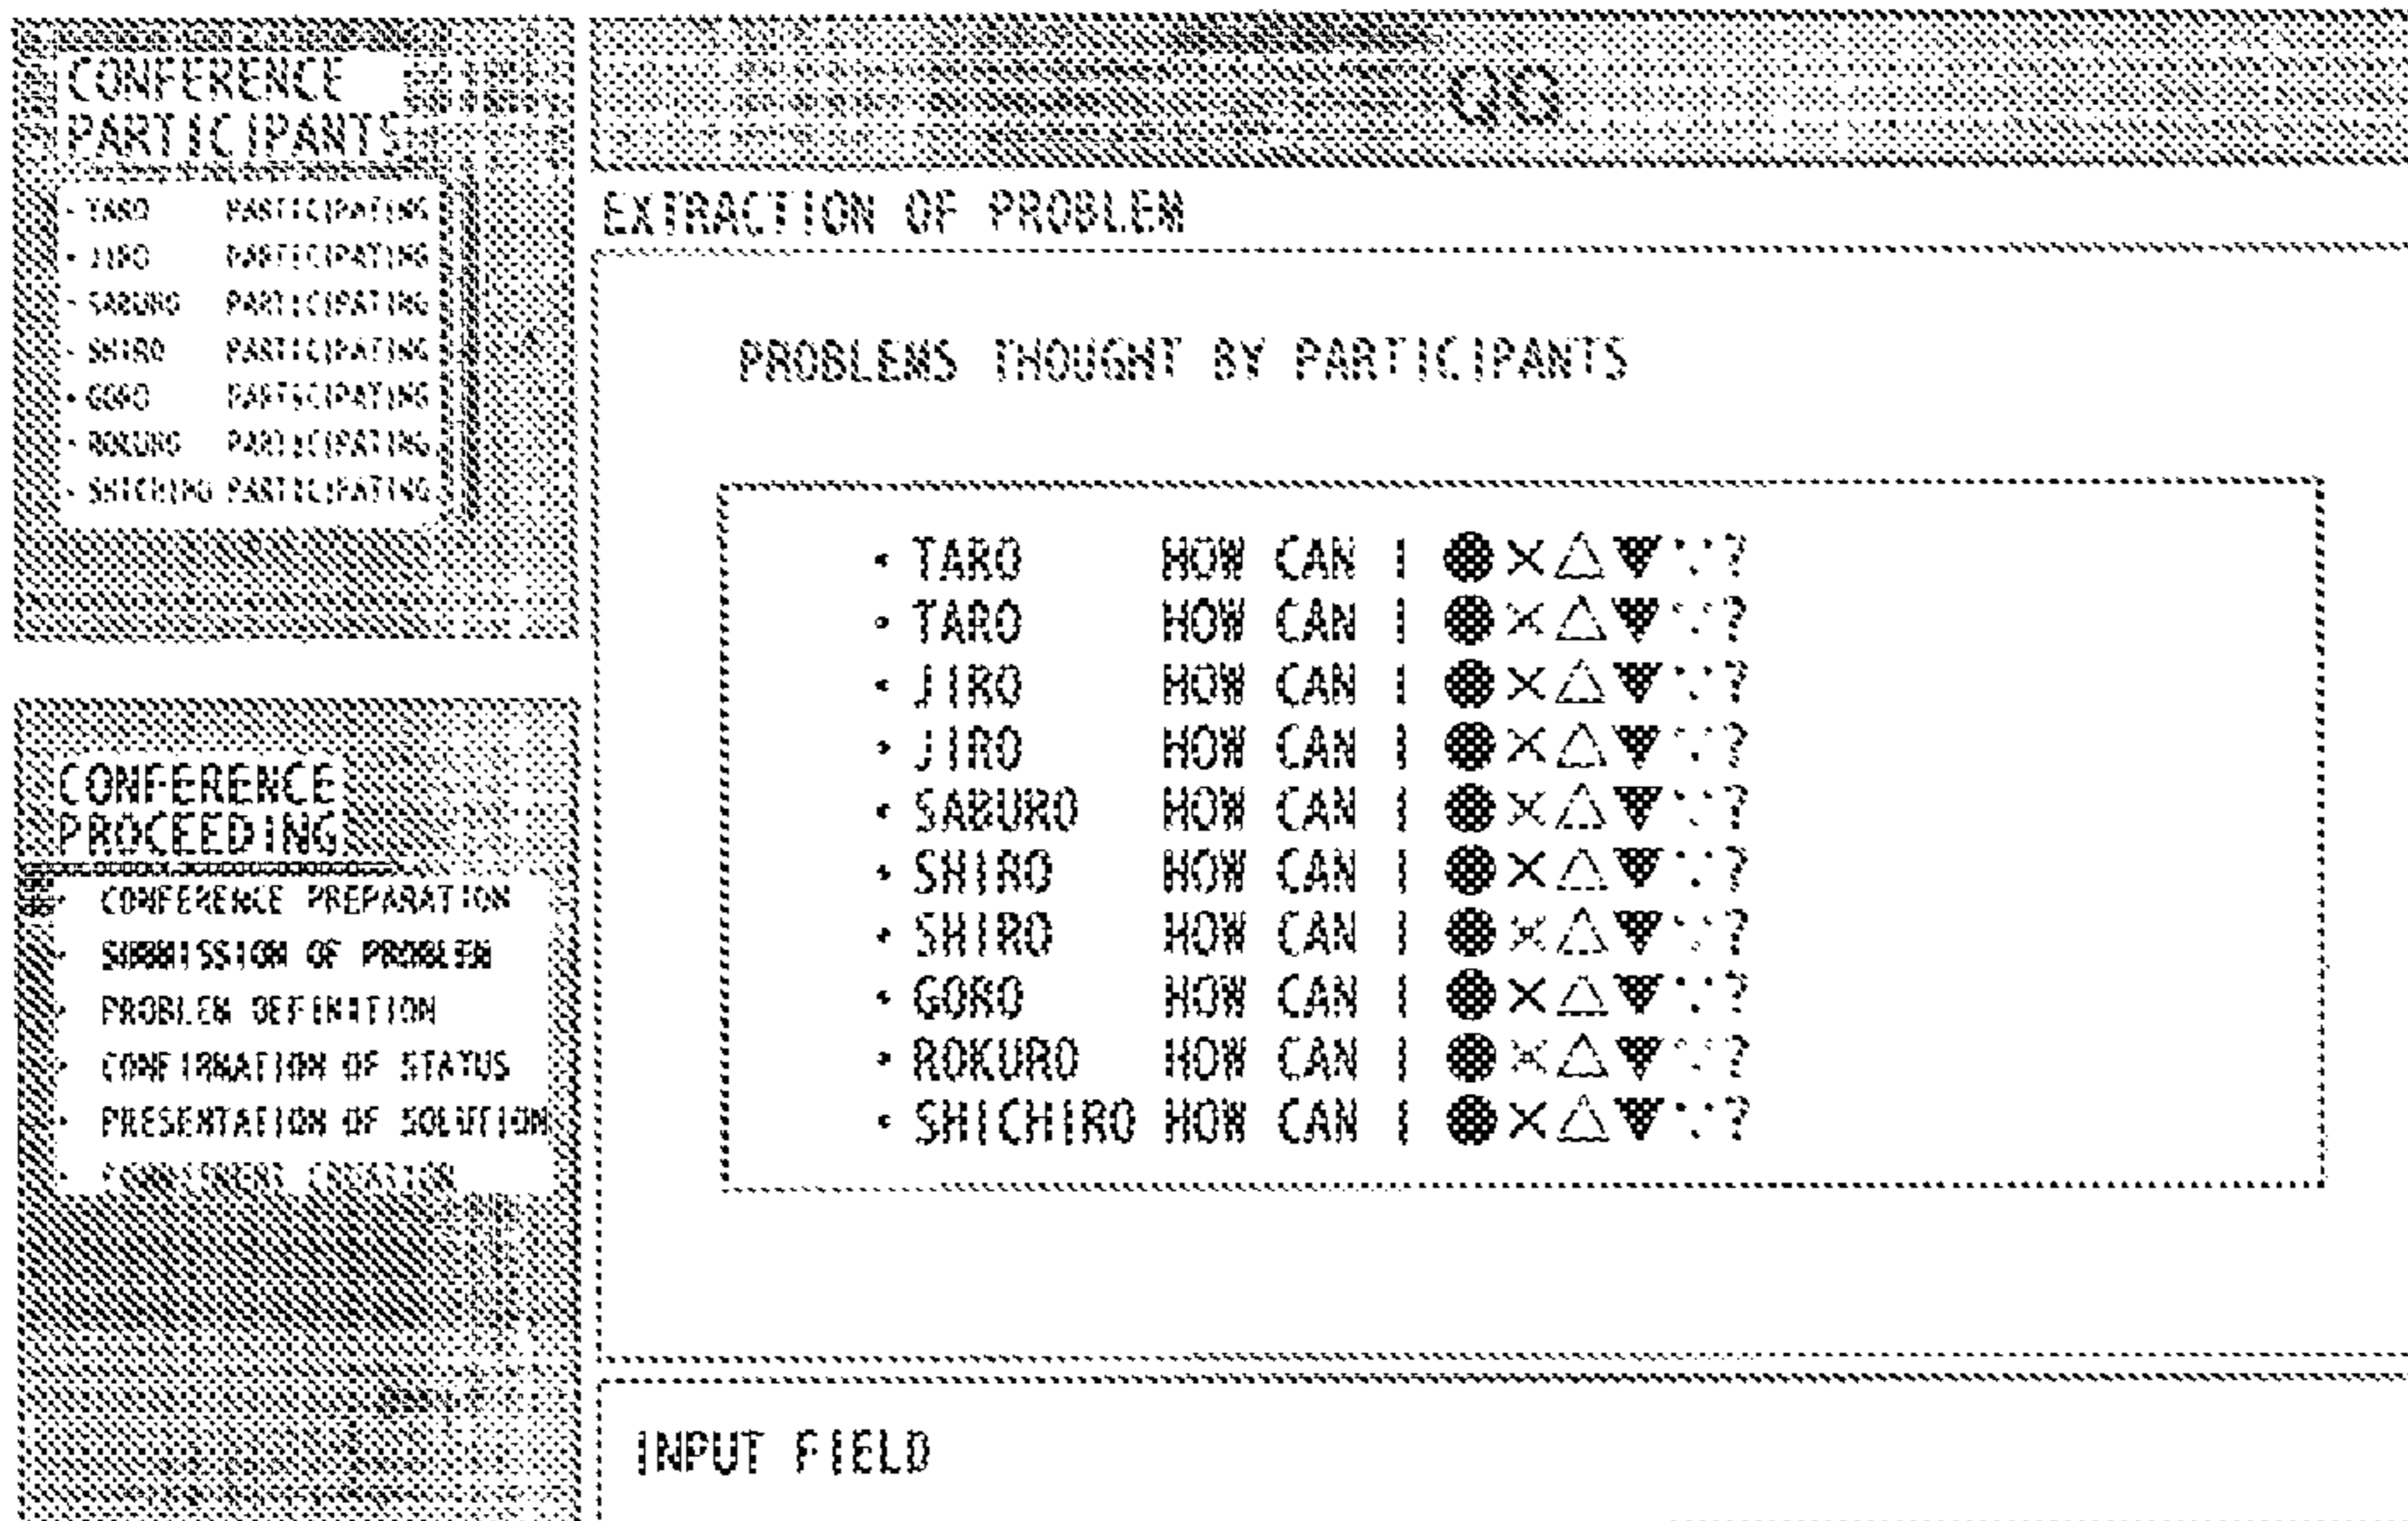 CONFERENCE
PARTICIPANTS
· TARO PARTICIPATING
· JIRO PARTICIPATING
· SABURO PARTICIPATING
· SHIRO PARTICIPATING
· GORO PARTICIPATING
· ROKURO PARTICIPATING
· SHICHIRO PARTICIPATING
CONFERENCE
PROCEEDING
· CONFERENCE PREPARATION
· SUBMISSION OF PROBLEM
· PROBLEM DEFINATION
· CONFIRMATION OF STATUS
· PRESENTATION OF SOLUTION
EXTRACTION OF PROBLEM
PROBLEMS THOUGHT BY PARTICIPANTS
· TARO HOW CAN I ●×△▼∵?
· TARO HOW CAN I ●×△▼∵?
· JIRO HOW CAN I ●×△▼∵?
· JIRO HOW CAN I ●×△▼∵?
· SABURO HOW CAN I ●×△▼∵?
· SHIRO HOW CAN I ●×△▼∵?
· SHIRO HOW CAN I ●×△▼∵?
· GORO HOW CAN I ●×△▼∵?
· ROKURO HOW CAN I ●×△▼∵?
· SHICHIRO HOW CAN I ●×△▼∵?
INPUT FIELD